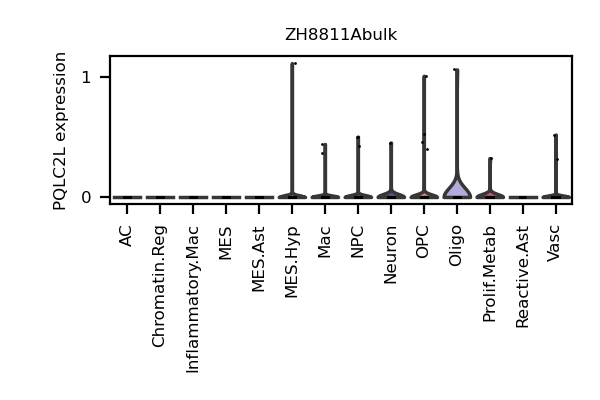 ZH8811Abulk
PQLC2L expression
1
0
AC
Chromatin.Reg
Inflammatory.Mac
MES
MES.Ast
MES.Hyp
Mac
NPC
Neuron
OPC
Oligo
Prolif.Metab
Reactive.Ast
Vasc